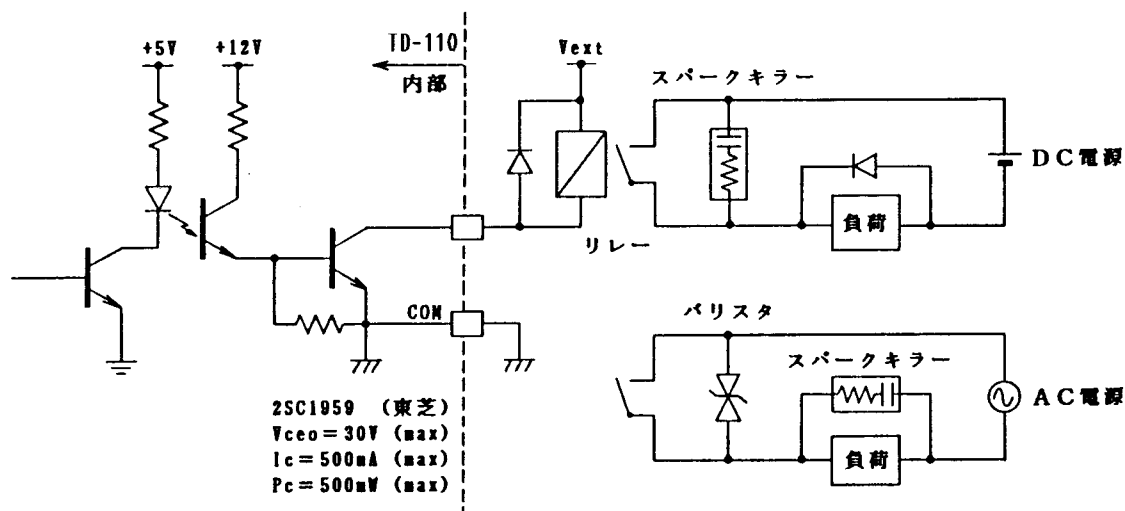 +5V
+12V
TD-110
内部
Vext
スパークキラー
DC電源
負荷
リレー
COM
バリスタ
スパークキラー
AC電源
負荷
2SC1959 (東芝)
Vceo=30V (max)
Ic=500mA (max)
Pc=500mW (max)